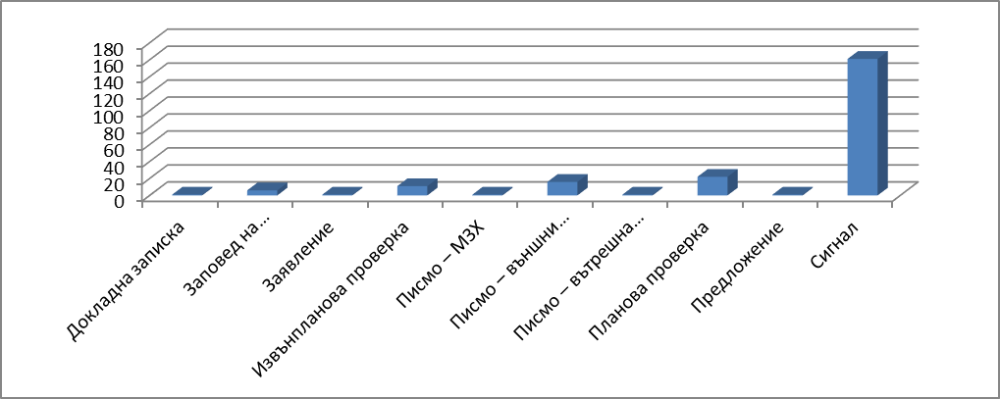 180
160
140
120
100
80
60
40
20
0
Докладна записка
Заповед на…
Заявление
Извънпланова проверка
Писмо – МЗХ
Писмо – външни…
Писмо – вътрешна…
Планова проверка
Предложение
Сигнал